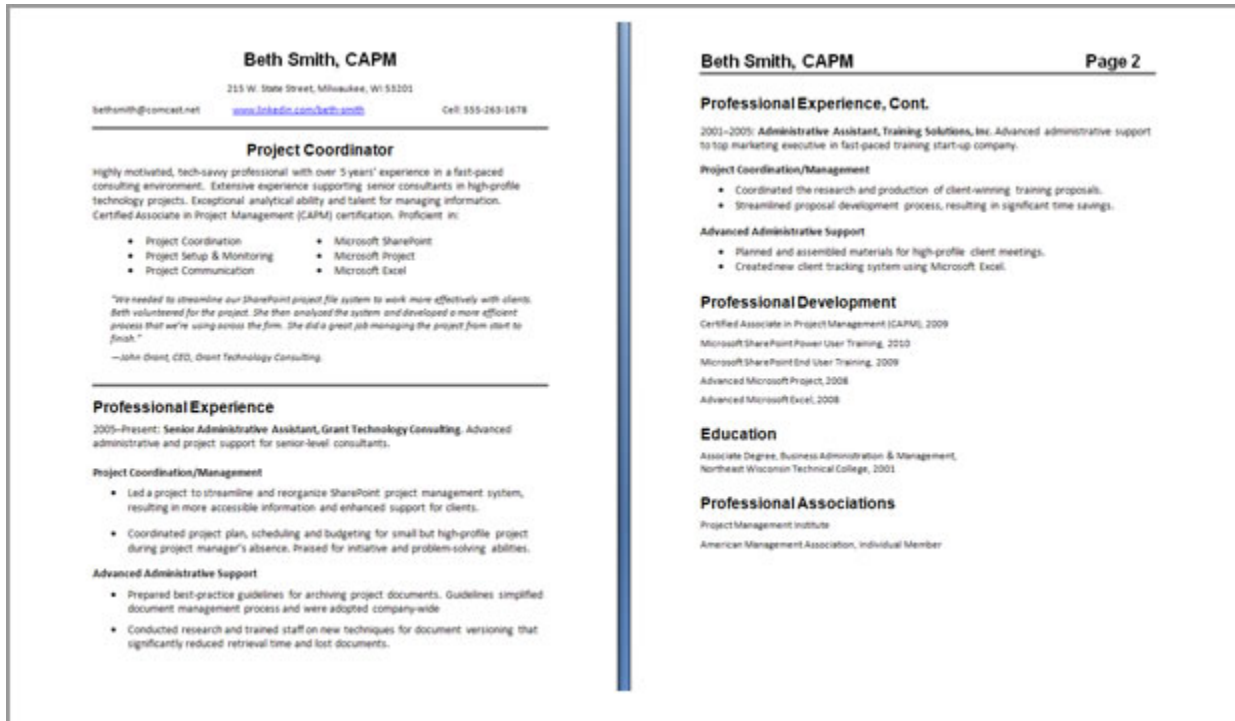 Beth Smith, CAPM
215 W. State Street, Milwaukee, WI 53201
bethsmith@comcast.net www.linkedin.com/beth-smith Cell: 555-263-1678
Project Coordinator
Highly motivated, tech-savvy professional with over 5 years' experience in a fast-paced
consulting environment. Extensive experience supporting senior consultants in high-profile
technology projects. Exceptional analytical ability and talent for managing information.
Certified Associate in Project Management (CAPM) certification. Proficient in:
• Project Coordination • Microsoft SharePoint
• Project Setup & Monitoring • Microsoft Project
• Project Communication • Microsoft Excel
"We needed to streamline our SharePoint project file system to work more effectively with clients.
Beth volunteered for the project. She then analyzed the system and developed a more efficient
process that we're using across the firm. She did a great job managing the project from start to
finish."
—John Grant, CEO, Grant Technology Consulting.
Professional Experience
2005–Present: Senior Administrative Assistant, Grant Technology Consulting. Advanced
administrative and project support for senior-level consultants.
Project Coordination/Management
• Led a project to streamline and reorganize SharePoint project management system,
resulting in more accessible information and enhanced support for clients.
• Coordinated project plan, scheduling and budgeting for small but high-profile project
during project manager's absence. Praised for initiative and problem-solving abilities.
Advanced Administrative Support
• Prepared best-practice guidelines for archiving project documents. Guidelines simplified
document management process and were adopted company-wide
• Conducted research and trained staff on new techniques for document versioning that
significantly reduced retrieval time and lost documents.
Beth Smith, CAPM Page 2
Professional Experience, Cont.
2001–2005: Administrative Assistant, Training Solutions, Inc. Advanced administrative support
to top marketing executive in fast-paced training start-up company.
Project Coordination/Management
• Coordinated the research and production of client-winning training proposals.
• Streamlined proposal development process, resulting in significant time savings.
Advanced Administrative Support
• Planned and assembled materials for high-profile client meetings.
• Created new client tracking system using Microsoft Excel.
Professional Development
Certified Associate in Project Management (CAPM), 2009
Microsoft SharePoint Power User Training, 2010
Microsoft SharePoint End User Training, 2009
Advanced Microsoft Project, 2008
Advanced Microsoft Excel, 2008
Education
Associate Degree, Business Administration & Management,
Northeast Wisconsin Technical College, 2001
Professional Associations
Project Management Institute
American Management Association, Individual Member